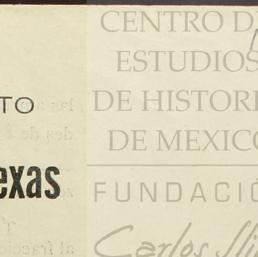 TO
exas
CENTRO D
ESTUDIOS
DE HISTORI
DE MEXICO
FUNDACIÓ
Carlos Sli